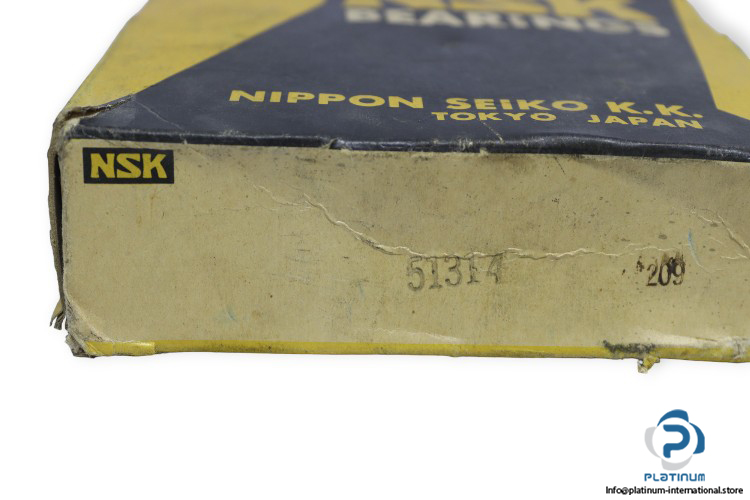 NSK
BEARINGS
NIPPON SEIKO K.K.
TOKYO JAPAN
NSK
51314
209
PLATINUM
Info@platinum-international.store